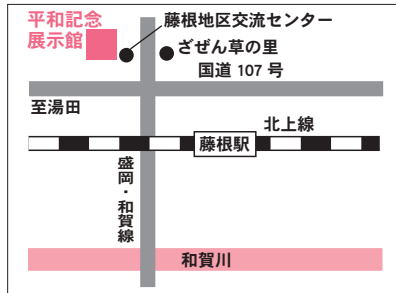 平和記念
展示館
藤根地区交流センター
ざぜん草の里
国道 107 号
至湯田
北上線
藤根駅
盛岡・和賀線
和賀川